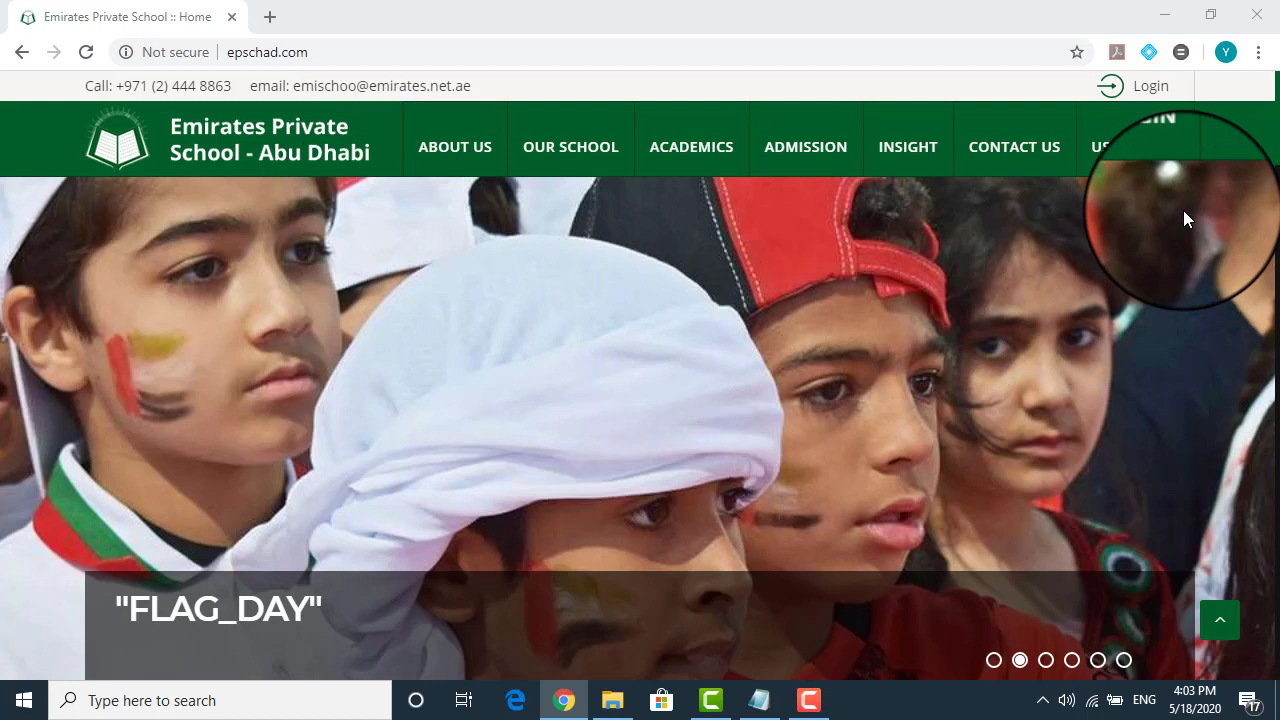 Emirates Private School :: Home
Not secure
epschad.com
Y
Call: +971 (2) 444 8863
email: emischoo@emirates.net.ae
Login
Emirates Private
School - Abu Dhabi
ABOUT US
OUR SCHOOL
ACADEMICS
ADMISSION
INSIGHT
CONTACT US
"FLAG_DAY"
Type here to search
ENG
4:03 PM
5/18/2020
17